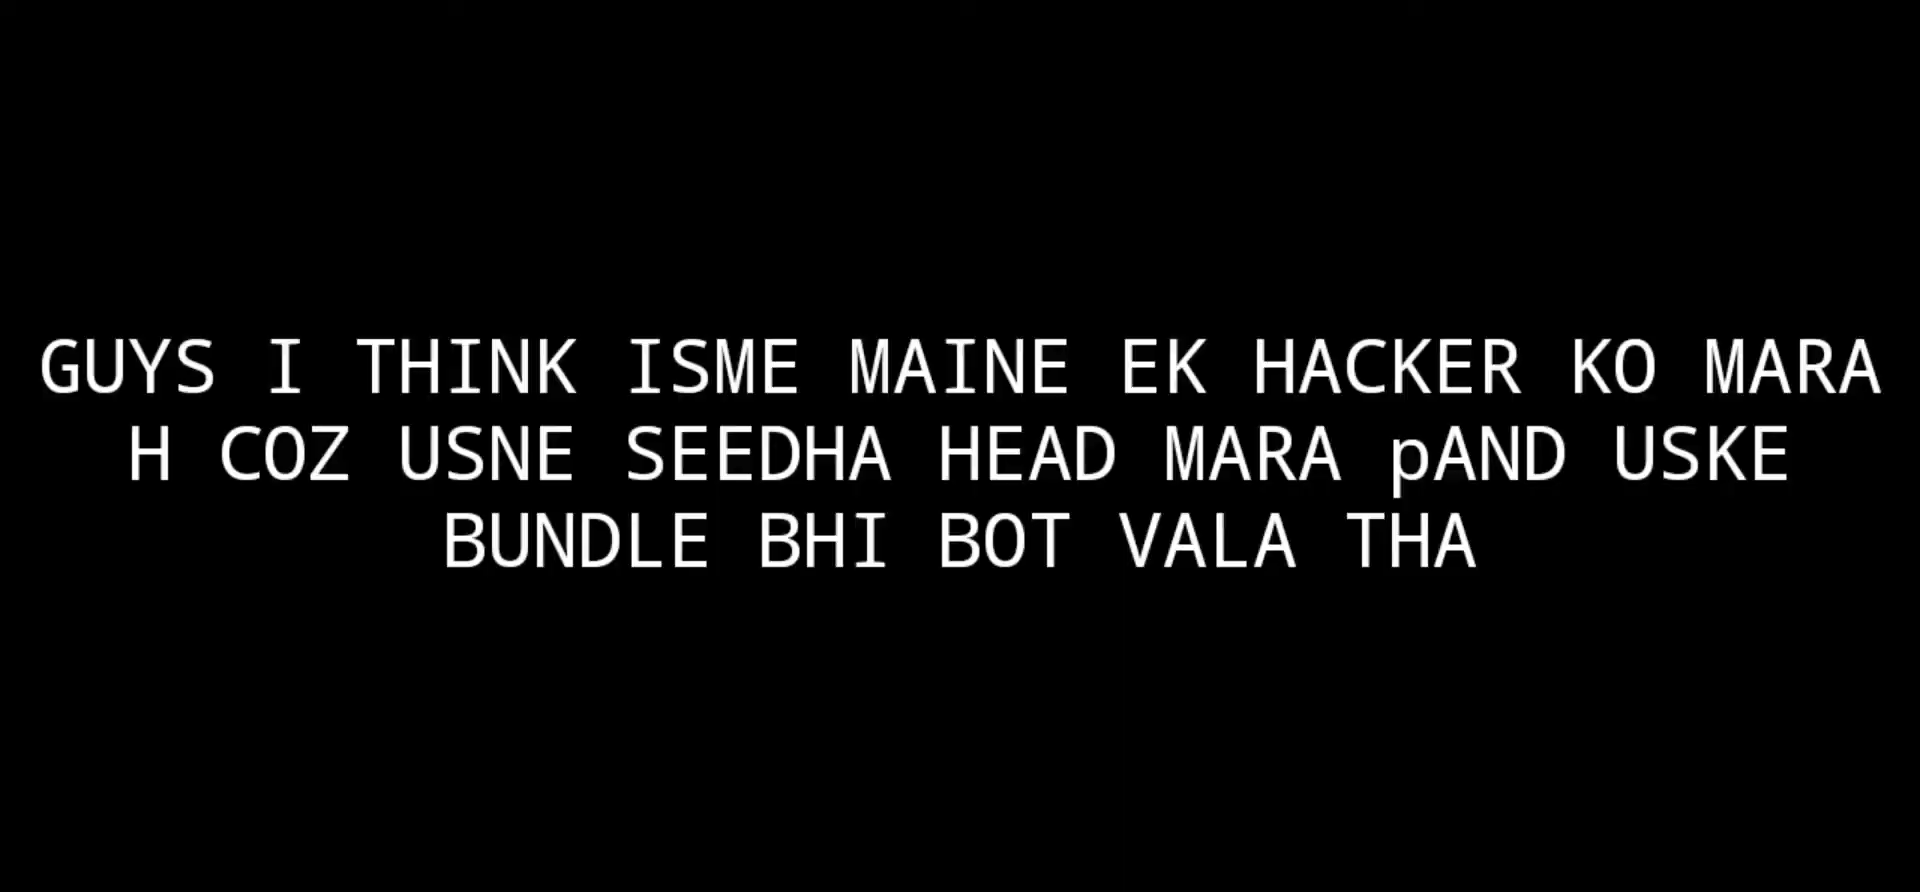 GUYS I THINK ISME MAINE EK HACKER KO MARA
H COZ USNE SEEDHA HEAD MARA pAND USKE
BUNDLE BHI BOT VALA THA